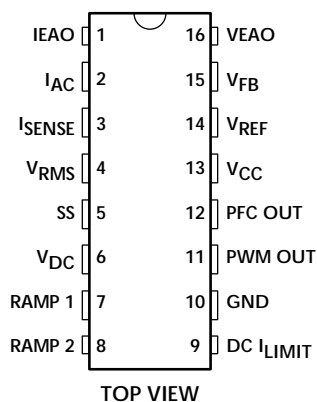 IEAO 1 16 VEAO
IAC 2 15 VFB
ISENSE 3 14 VREF
VRMS 4 13 VCC
SS 5 12 PFC OUT
VDC 6 11 PWM OUT
RAMP 1 7 10 GND
RAMP 2 8 9 DC ILIMIT
TOP VIEW